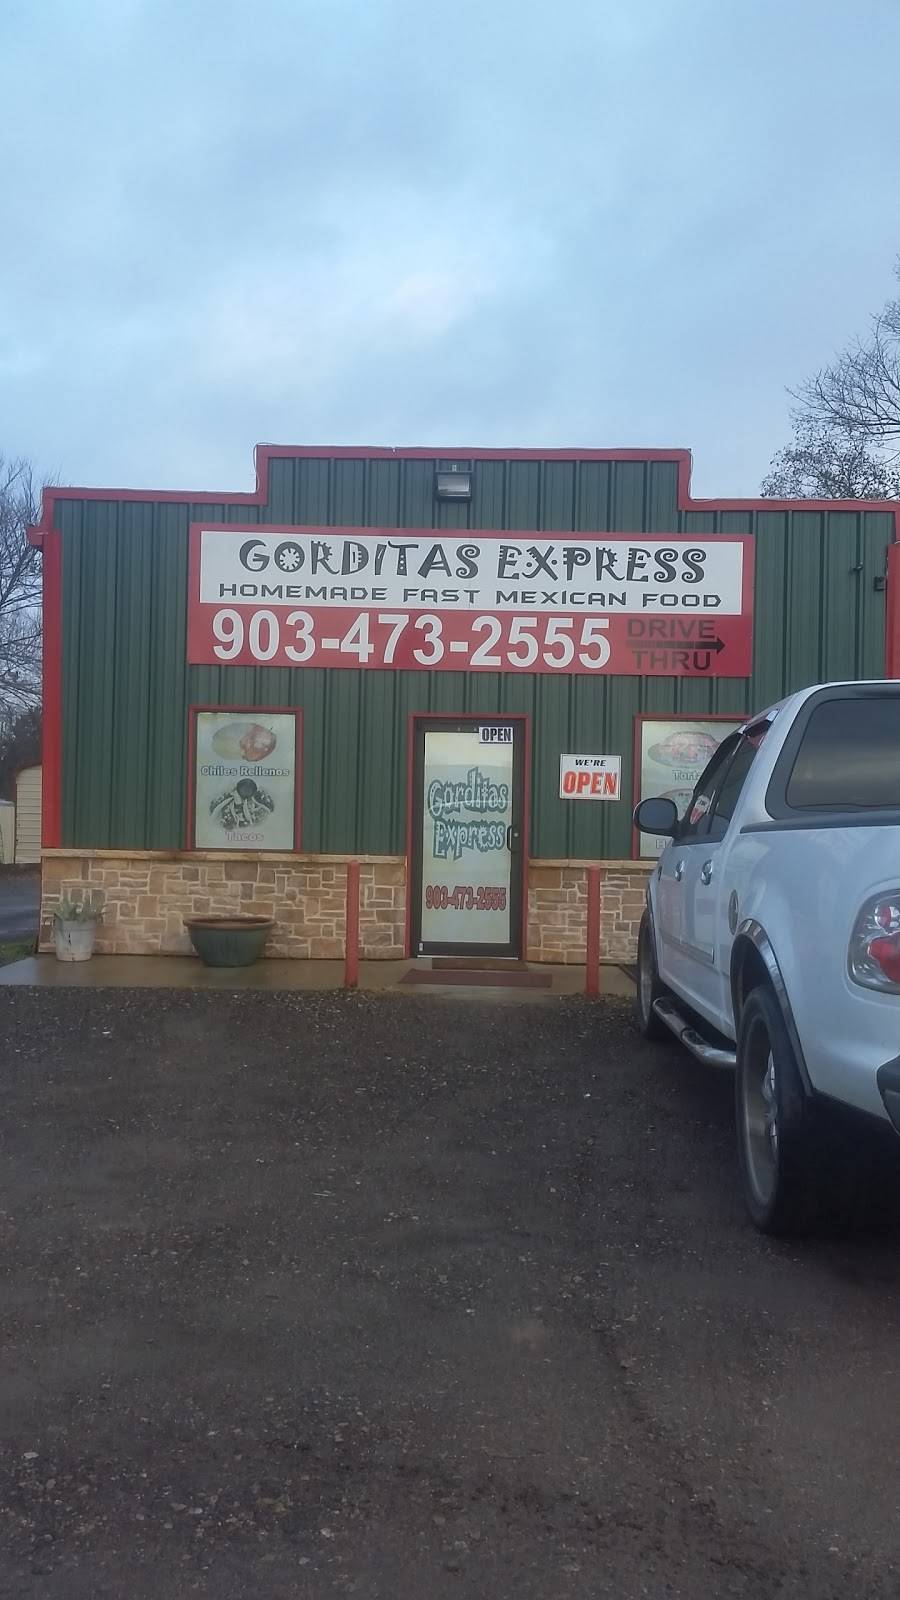 GORDITAS EXPRESS
HOMEMADE FAST MEXICAN FOOD
903-473-2555
DRIVE
THRU
Chiles Rellenos
Tacos
OPEN
Gorditas
Express
903-473-2555
WE'RE
OPEN